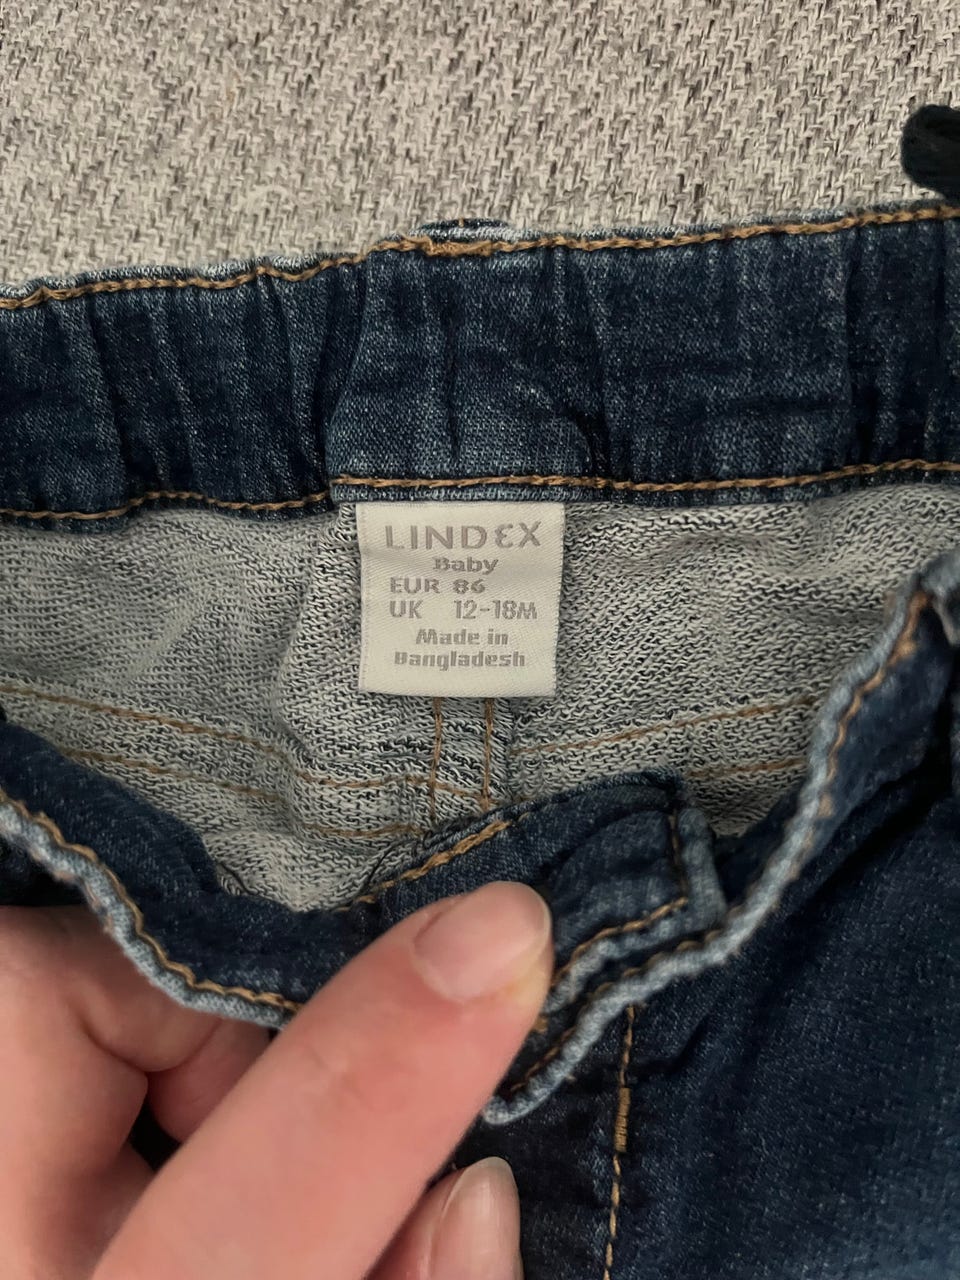 LINDEX
Baby
EUR 86
UK 12-18M
Made in
Bangladesh